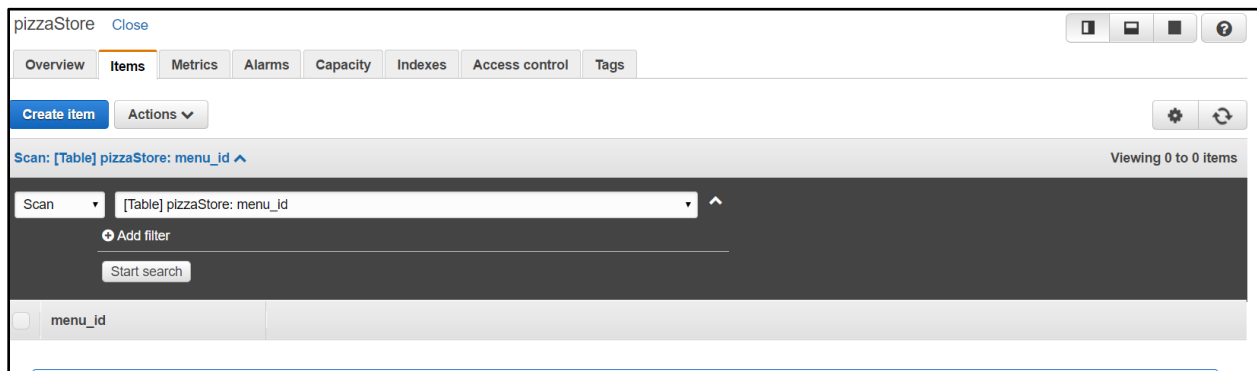 pizzaStore Close
Overview Items Metrics Alarms Capacity Indexes Access control Tags
Create item Actions
Scan: [Table] pizzaStore: menu_id Viewing 0 to 0 items
Scan [Table] pizzaStore: menu_id
Add filter
Start search
menu_id